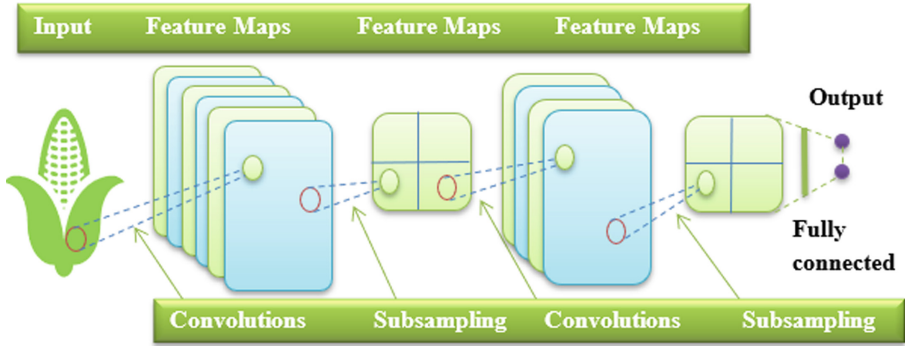 Input Feature Maps Feature Maps Feature Maps
Output
Fully
connected
Convolutions Subsampling Convolutions Subsampling